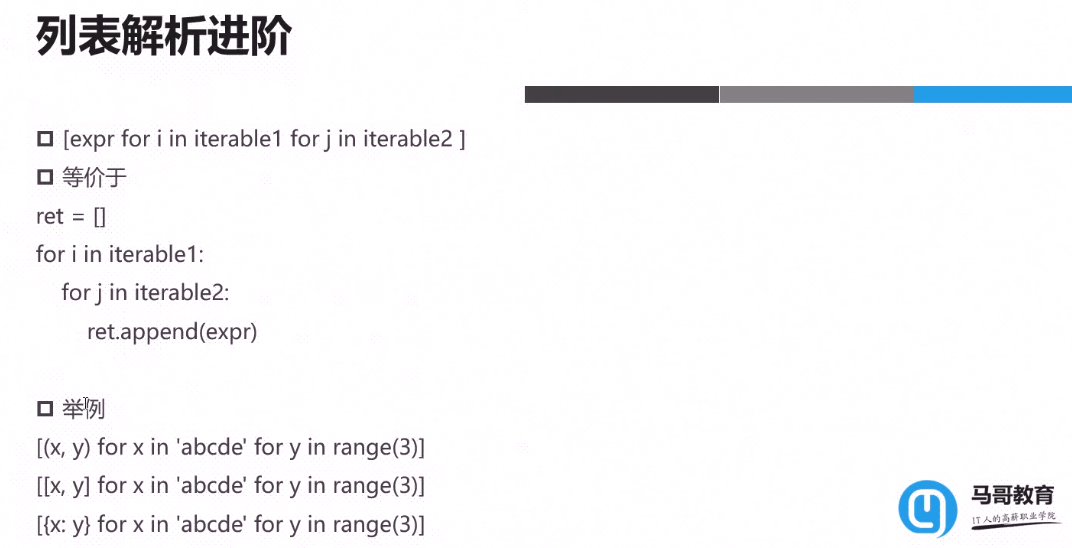 列表解析进阶
[expr for i in iterable1 for j in iterable2 ]
等价于
ret = []
for i in iterable1:
for j in iterable2:
ret.append(expr)
举例
[(x, y) for x in 'abcde' for y in range(3)]
[[x, y] for x in 'abcde' for y in range(3)]
[{x: y} for x in 'abcde' for y in range(3)]
马哥教育
IT人的高薪职业学院